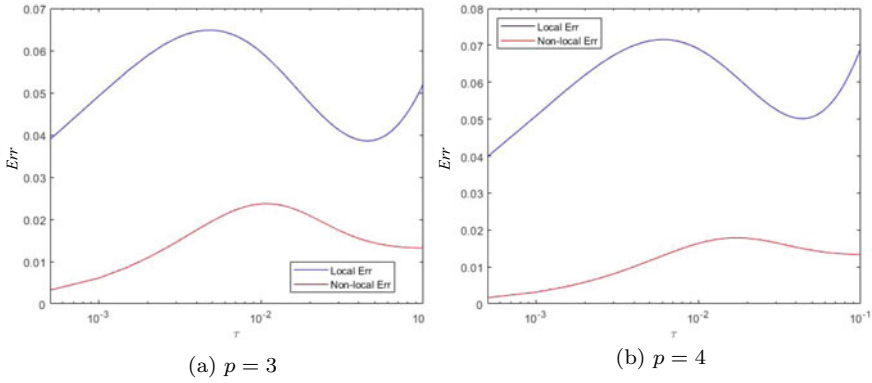 0.07
0.06
0.05
0.04
0.03
0.02
0.01
0
Err
Local Err
Non-local Err
10-3
10-2
10
τ
(a) p = 3
0.08
0.07
0.06
0.05
0.04
0.03
0.02
0.01
0
Err
Local Err
Non-local Err
10-3
10-2
10-1
τ
(b) p = 4